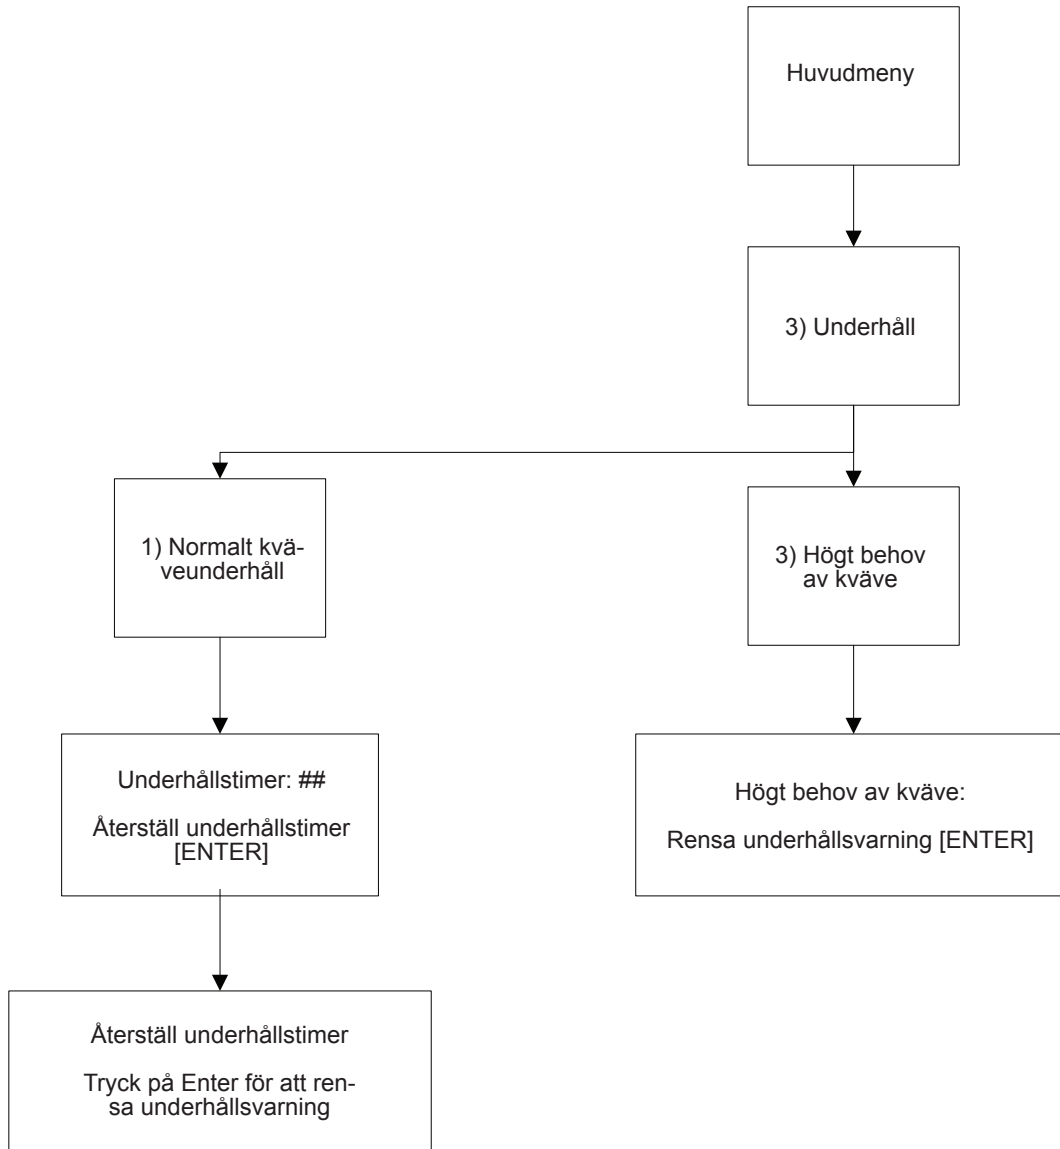 Huvudmeny
3) Underhåll
1) Normalt kvä-
veunderhåll
3) Högt behov
av kväve
Underhållstimer: ##
Återställ underhållstimer
[ENTER]
Högt behov av kväve:
Rensa underhållsvarning [ENTER]
Återställ underhållstimer
Tryck på Enter för att ren-
sa underhållsvarning